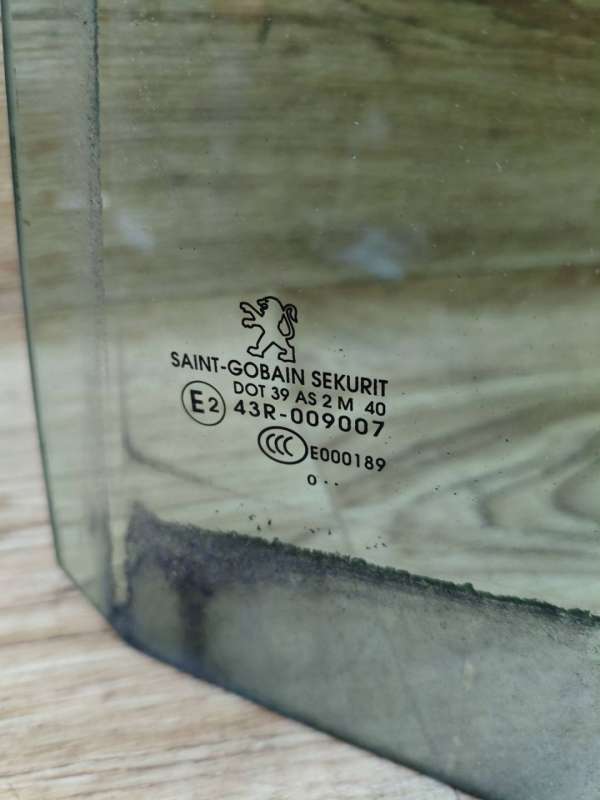 SAINT-GOBAIN SEKURIT
DOT 39 AS 2 M 40
E2 43R-009007
CCC E000189
o··